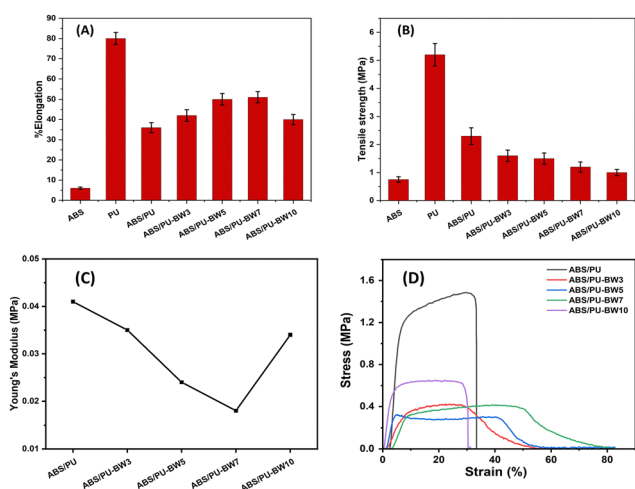 (A)
%Elongation
90
80
70
60
50
40
30
20
10
0
ABS
PU
ABS/PU
ABS/PU-BW3
ABS/PU-BW5
ABS/PU-BW7
ABS/PU-BW10
(B)
Tensile strength (MPa)
6
5
4
3
2
1
0
ABS
PU
ABS/PU
ABS/PU-BW3
ABS/PU-BW5
ABS/PU-BW7
ABS/PU-BW10
(C)
Young's Modulus (MPa)
0.05
0.04
0.03
0.02
0.01
ABS/PU
ABS/PU-BW3
ABS/PU-BW5
ABS/PU-BW7
ABS/PU-BW10
(D)
ABS/PU
ABS/PU-BW3
ABS/PU-BW5
ABS/PU-BW7
ABS/PU-BW10
Stress (MPa)
1.6
1.2
0.8
0.4
0.0
0
20
40
60
80
Strain (%)